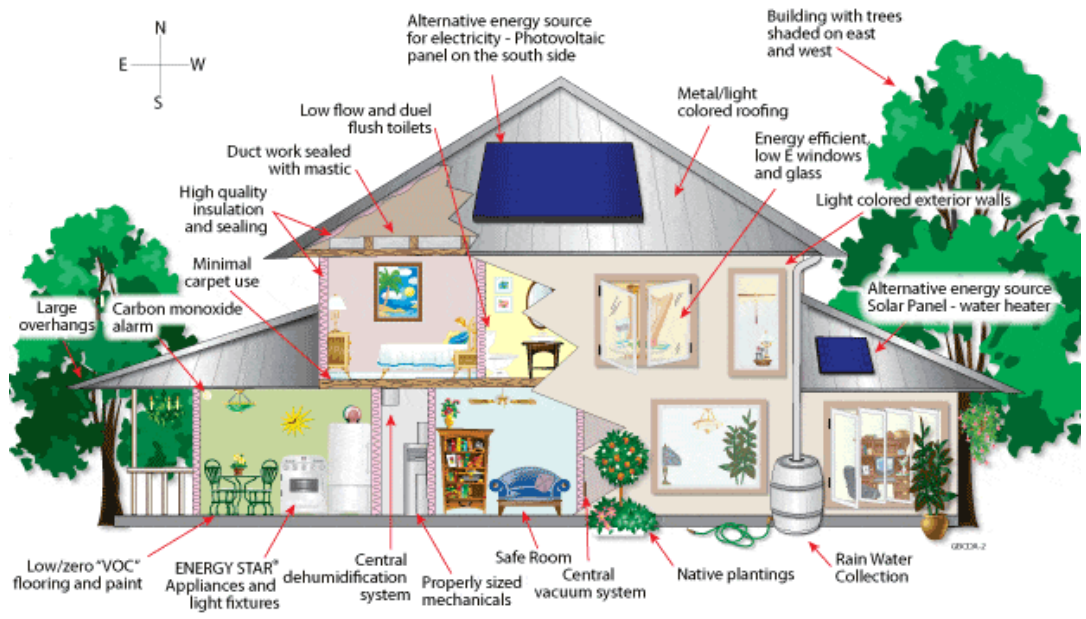 Alternative energy source
for electricity - Photovoltaic
panel on the south side
Building with trees
shaded on east
and west
N
E
W
S
Low flow and duel
flush toilets
Metal/light
colored roofing
Duct work sealed
with mastic
Energy efficient,
low E windows
and glass
High quality
insulation
and sealing
Light colored exterior walls
Minimal
carpet use
Alternative energy source
Solar Panel - water heater
Large
overhangs
Carbon monoxide
alarm
GBCDA-2
Low/zero "VOC"
flooring and paint
ENERGY STAR®
Appliances and
light fixtures
Central
dehumidification
system
Properly sized
mechanicals
Safe Room
Central
vacuum system
Native plantings
Rain Water
Collection